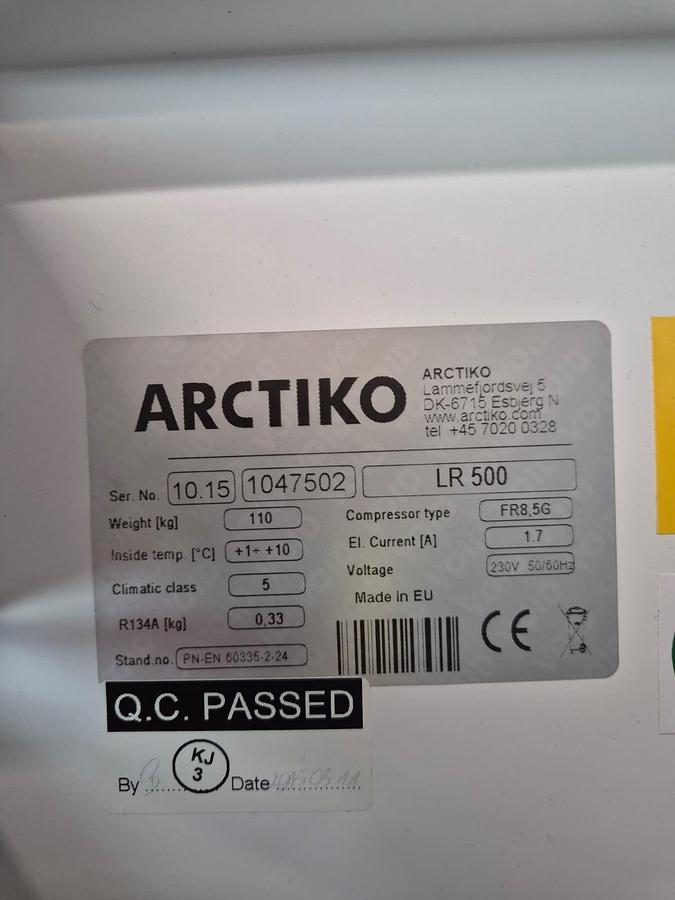 ARCTIKO
ARCTIKO
Lammefjordsvej 5
DK-6715 Esbjerg N
www.arctiko.com
tel +45 7020 0328
Ser. No. 10.15 1047502 LR 500
Weight [kg] 110
Compressor type FR8,5G
Inside temp. [°C] +1÷ +10
El. Current [A] 1.7
Climatic class 5
Voltage 230V 50/60Hz
R134A [kg] 0,33
Made in EU
Stand.no. PN-EN 60335-2-24
CE
Q.C. PASSED
KJ
3
By Date